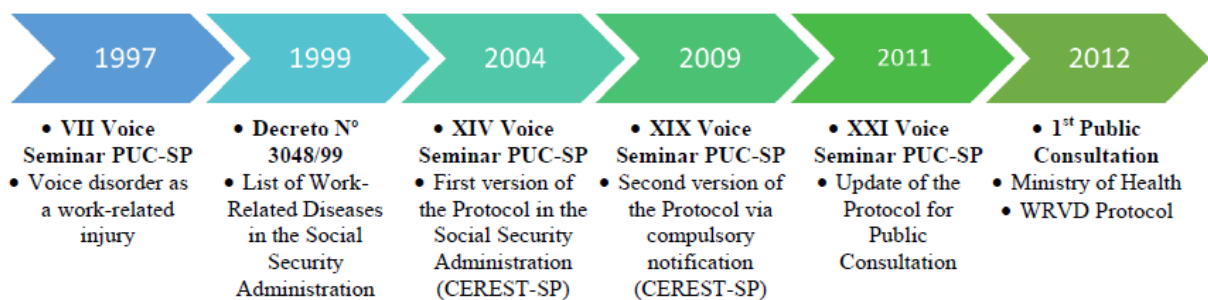 1997
1999
2004
2009
2011
2012
• VII Voice
Seminar PUC-SP
• Voice disorder as
a work-related
injury
• Decreto Nº
3048/99
• List of Work-
Related Diseases
in the Social
Security
Administration
• XIV Voice
Seminar PUC-SP
• First version of
the Protocol in the
Social Security
Administration
(CEREST-SP)
• XIX Voice
Seminar PUC-SP
• Second version of
the Protocol via
compulsory
notification
(CEREST-SP)
• XXI Voice
Seminar PUC-SP
• Update of the
Protocol for
Public
Consultation
• 1st Public
Consultation
• Ministry of Health
• WRVD Protocol